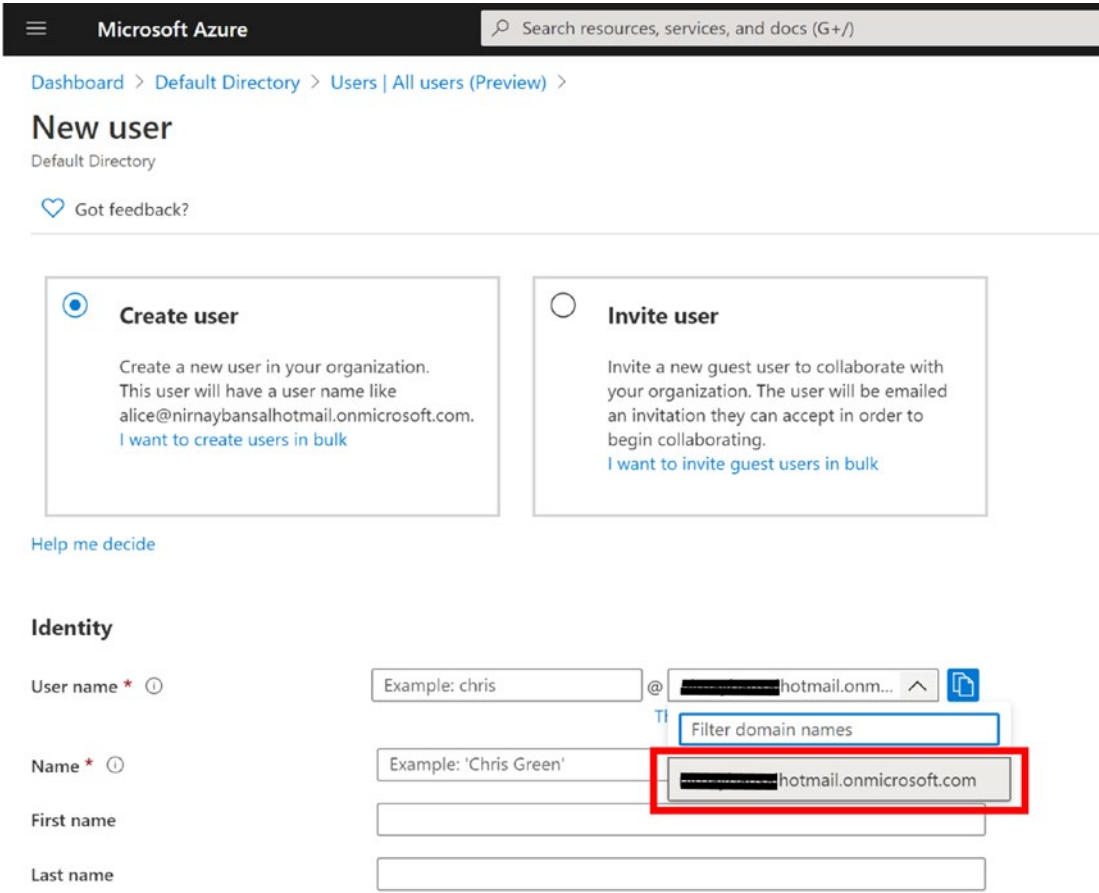 Microsoft Azure
Search resources, services, and docs (G+/)
Dashboard > Default Directory > Users | All users (Preview) >
New user
Default Directory
Got feedback?
Create user
Create a new user in your organization.
This user will have a user name like
alice@nirnaybansalhotmail.onmicrosoft.com.
I want to create users in bulk
Invite user
Invite a new guest user to collaborate with
your organization. The user will be emailed
an invitation they can accept in order to
begin collaborating.
I want to invite guest users in bulk
Help me decide
Identity
User name * Example: chris @ hotmail.onm...
Filter domain names
Name * Example: 'Chris Green'
hotmail.onmicrosoft.com
First name
Last name